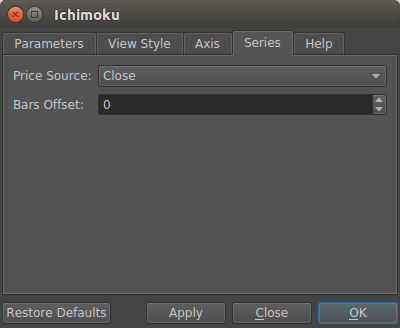 Ichimoku
Parameters View Style Axis Series Help
Price Source: Close
Bars Offset: 0
Restore Defaults Apply Close OK